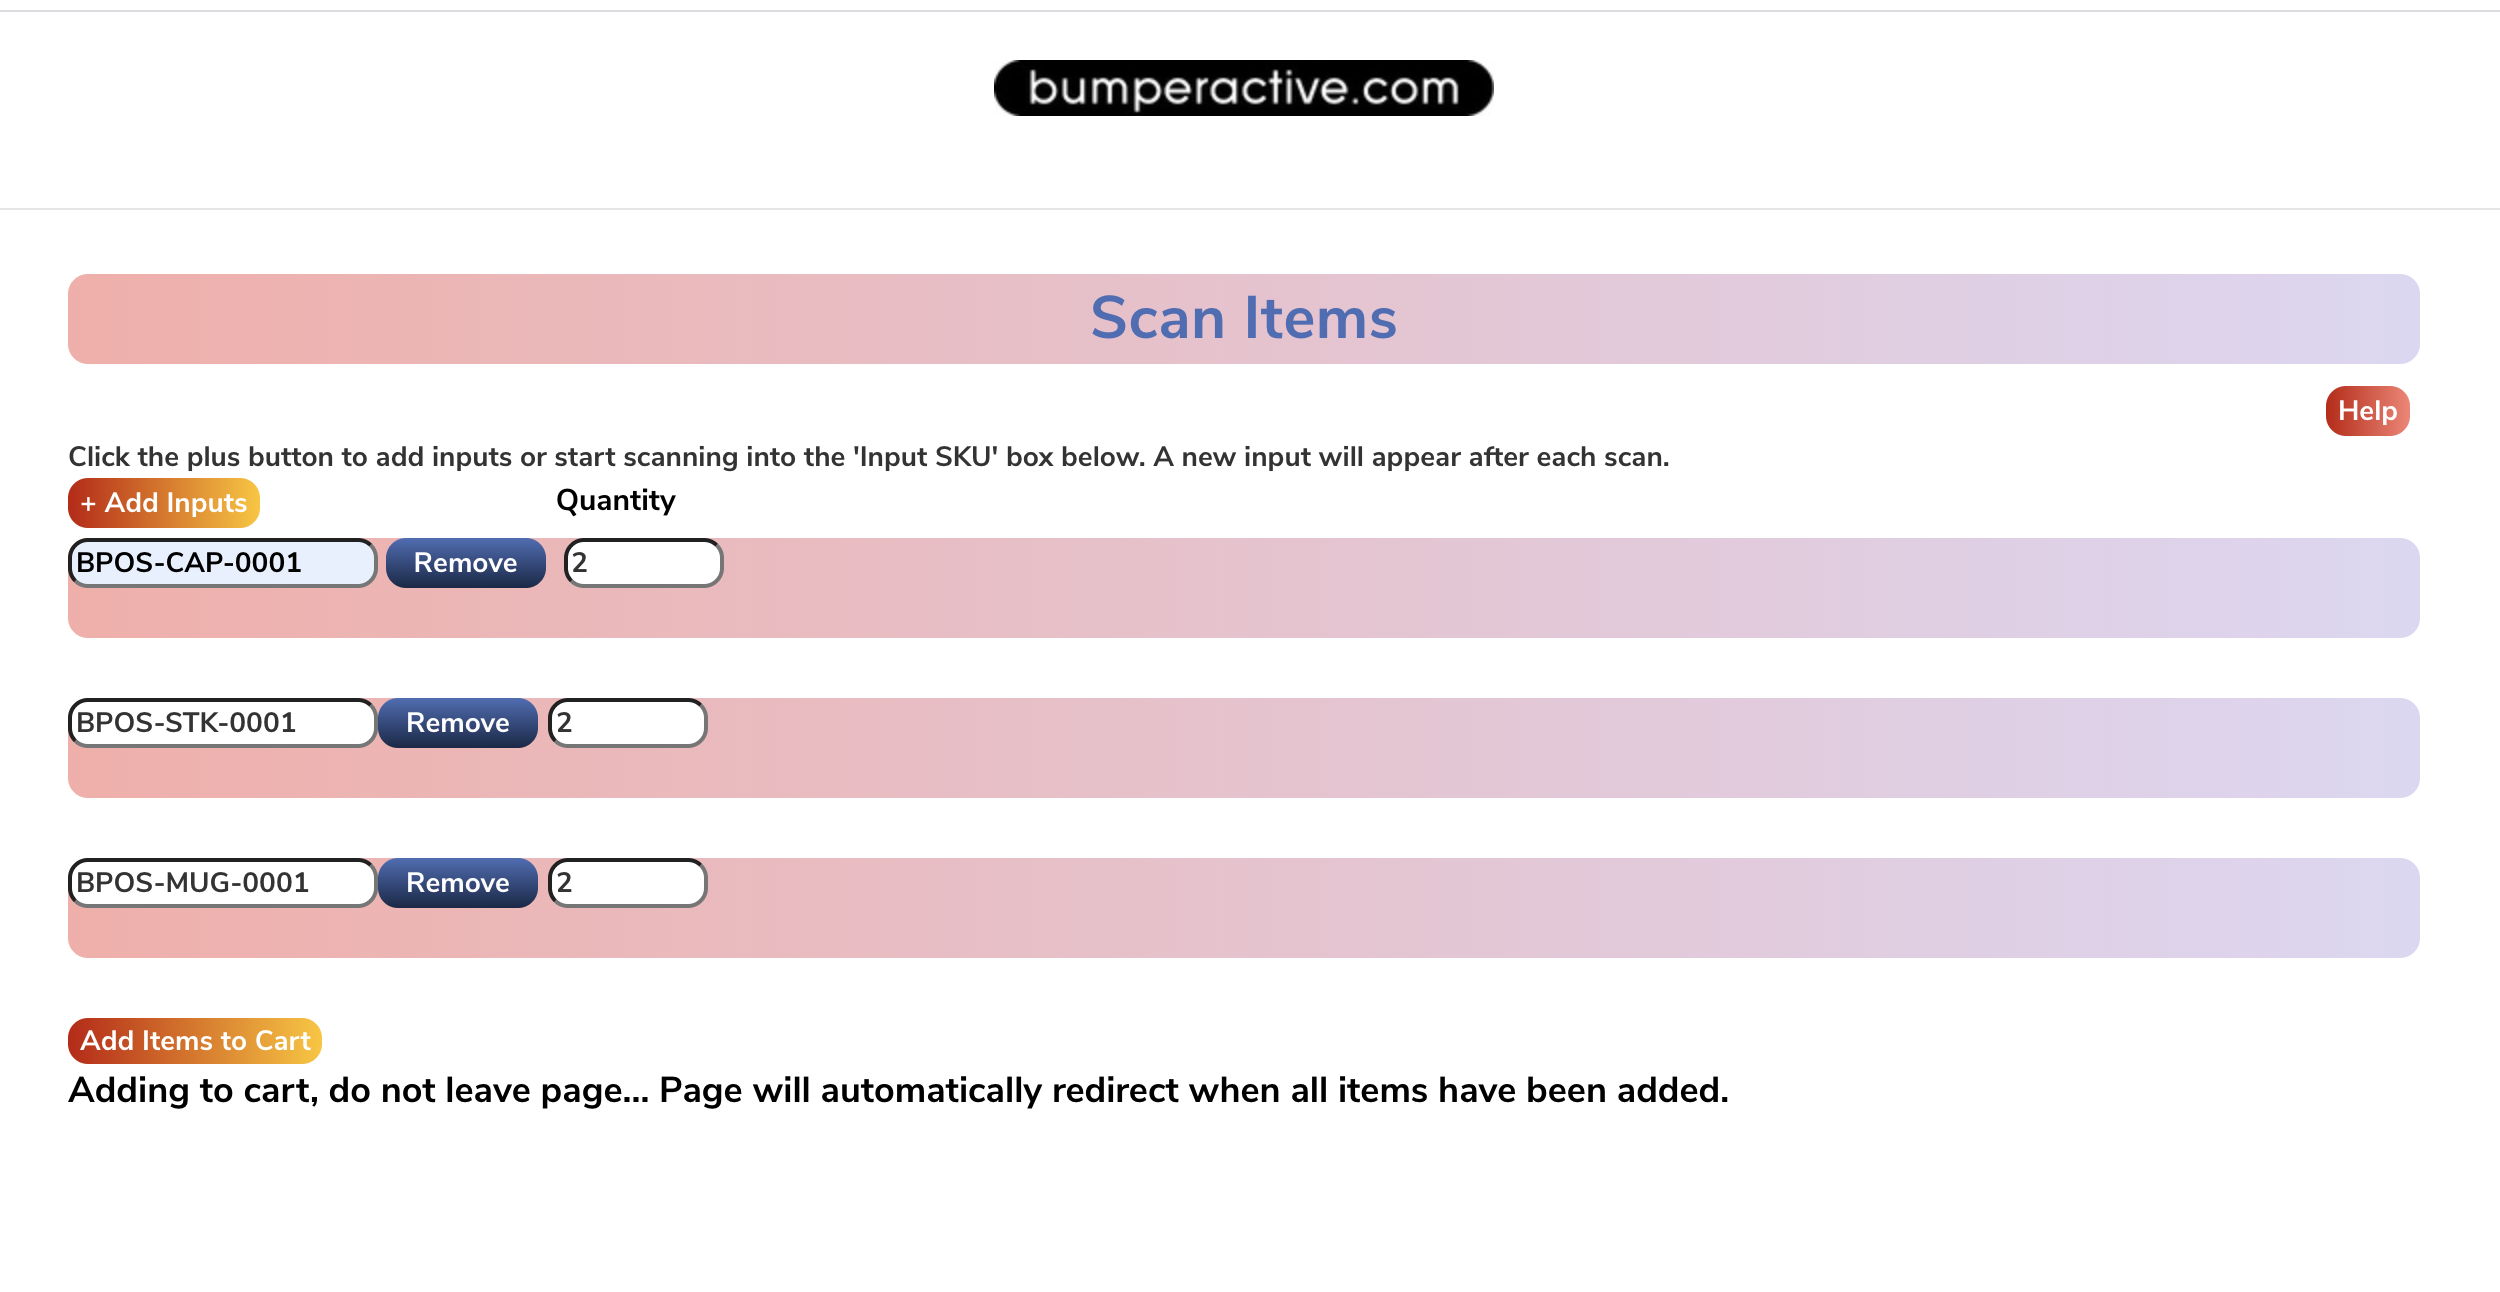 bumperactive.com
Scan Items
Help
Click the plus button to add inputs or start scanning into the 'Input SKU' box below. A new input will appear after each scan.
+ Add Inputs Quantity
BPOS-CAP-0001 Remove 2
BPOS-STK-0001 Remove 2
BPOS-MUG-0001 Remove 2
Add Items to Cart
Adding to cart, do not leave page... Page will automatically redirect when all items have been added.